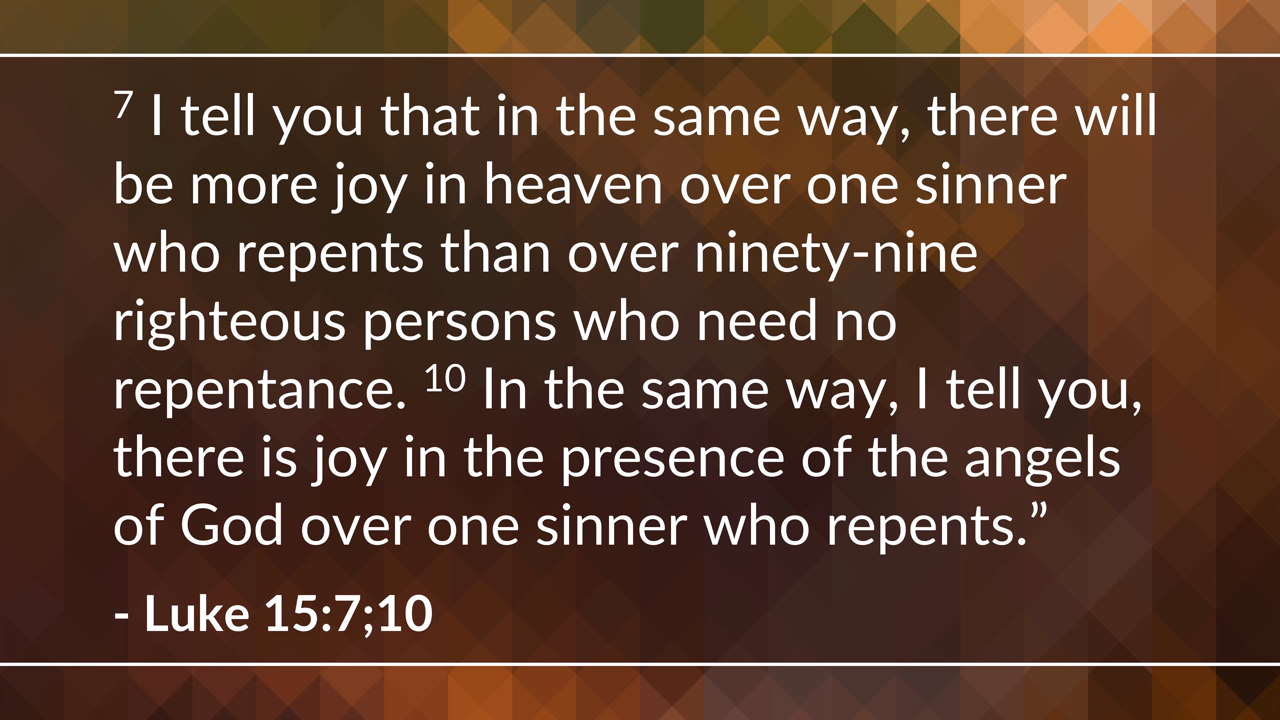 7 I tell you that in the same way, there will
be more joy in heaven over one sinner
who repents than over ninety-nine
righteous persons who need no
repentance. 10 In the same way, I tell you,
there is joy in the presence of the angels
of God over one sinner who repents.”
- Luke 15:7;10